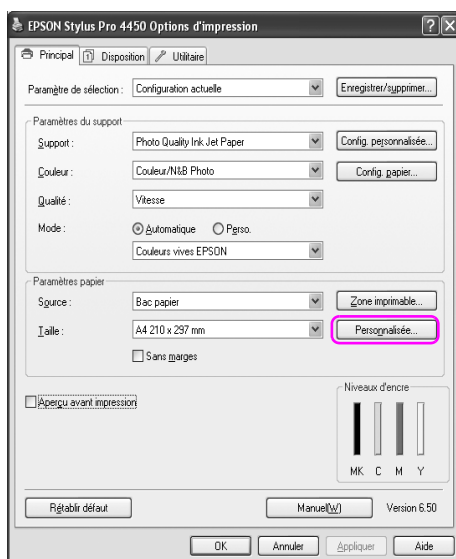 EPSON Stylus Pro 4450 Options d'impression
Principal Disposition Utilitaire
Paramètre de sélection : Configuration actuelle Enregistrer/supprimer...
Paramètres du support
Support : Photo Quality Ink Jet Paper Config. personnalisée...
Couleur : Couleur/N&B Photo Config. papier...
Qualité : Vitesse
Mode : Automatique Perso.
Couleurs vives EPSON
Paramètres papier
Source : Bac papier Zone imprimable...
Taille : A4 210 x 297 mm Personnalisée...
Sans marges
Aperçu avant impression
Niveaux d'encre
MK C M Y
Rétablir défaut Manuel(W) Version 6.50
OK Annuler Appliquer Aide